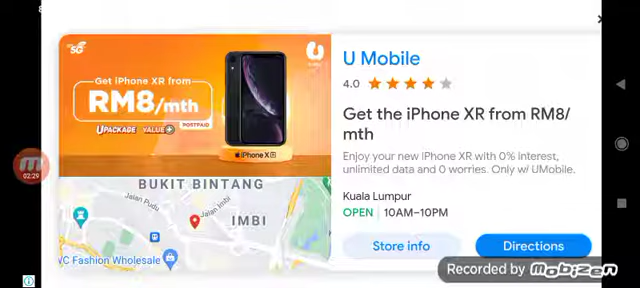 5G
Get iPhone XR from
RM8/mth
UPACKAGE VALUE+ POSTPAID
iPhone XR
U Mobile
4.0
Get the iPhone XR from RM8/
mth
Enjoy your new iPhone XR with 0% interest,
unlimited data and 0 worries. Only w/ UMobile.
Kuala Lumpur
OPEN | 10AM–10PM
Store info
Directions
BUKIT BINTANG
Jalan Pudu
Jalan Imbi
IMBI
VC Fashion Wholesale
02:29
Recorded by Mobizen